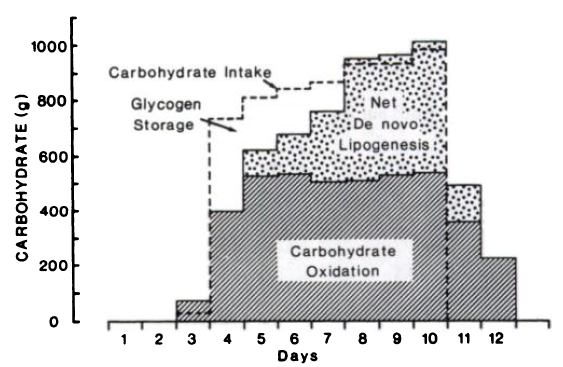 1000
800
600
400
200
0
CARBOHYDRATE (g)
Carbohydrate Intake
Glycogen
Storage
Net
De novo
Lipogenesis
Carbohydrate
Oxidation
1 2 3 4 5 6 7 8 9 10 11 12
Days